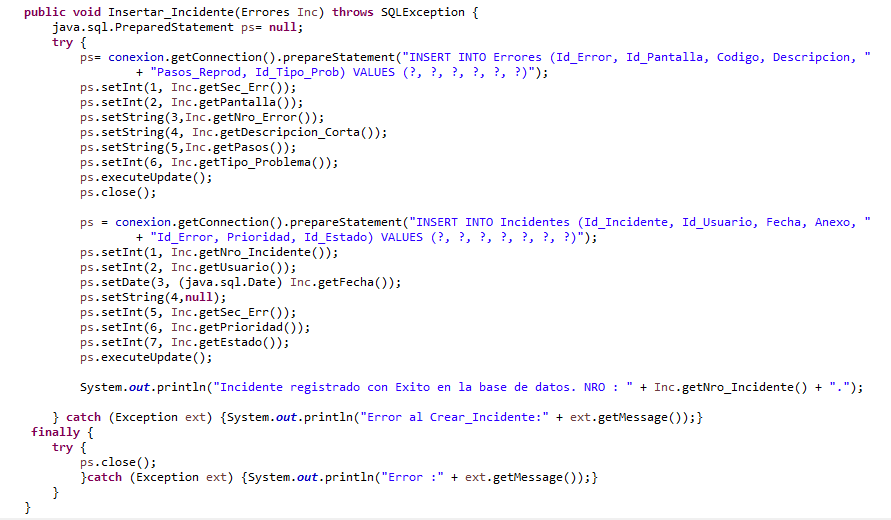 public void Insertar_Incidente(Errores Inc) throws SQLException {
java.sql.PreparedStatement ps= null;
try {
ps= conexion.getConnection().prepareStatement("INSERT INTO Errores (Id_Error, Id_Pantalla, Codigo, Descripcion, "
+ "Pasos_Reprod, Id_Tipo_Prob) VALUES (?, ?, ?, ?, ?, ?)");
ps.setInt(1, Inc.getSec_Err());
ps.setInt(2, Inc.getPantalla());
ps.setString(3,Inc.getNro_Error());
ps.setString(4, Inc.getDescripcion_Corta());
ps.setString(5,Inc.getPasos());
ps.setInt(6, Inc.getTipo_Problema());
ps.executeUpdate();
ps.close();
ps = conexion.getConnection().prepareStatement("INSERT INTO Incidentes (Id_Incidente, Id_Usuario, Fecha, Anexo, "
+ "Id_Error, Prioridad, Id_Estado) VALUES (?, ?, ?, ?, ?, ?, ?)");
ps.setInt(1, Inc.getNro_Incidente());
ps.setInt(2, Inc.getUsuario());
ps.setDate(3, (java.sql.Date) Inc.getFecha());
ps.setString(4,null);
ps.setInt(5, Inc.getSec_Err());
ps.setInt(6, Inc.getPrioridad());
ps.setInt(7, Inc.getEstado());
ps.executeUpdate();
System.out.println("Incidente registrado con Exito en la base de datos. NRO : " + Inc.getNro_Incidente() + ".");
} catch (Exception ext) {System.out.println("Error al Crear_Incidente:" + ext.getMessage());}
finally {
try {
ps.close();
}catch (Exception ext) {System.out.println("Error :" + ext.getMessage());}
}
}